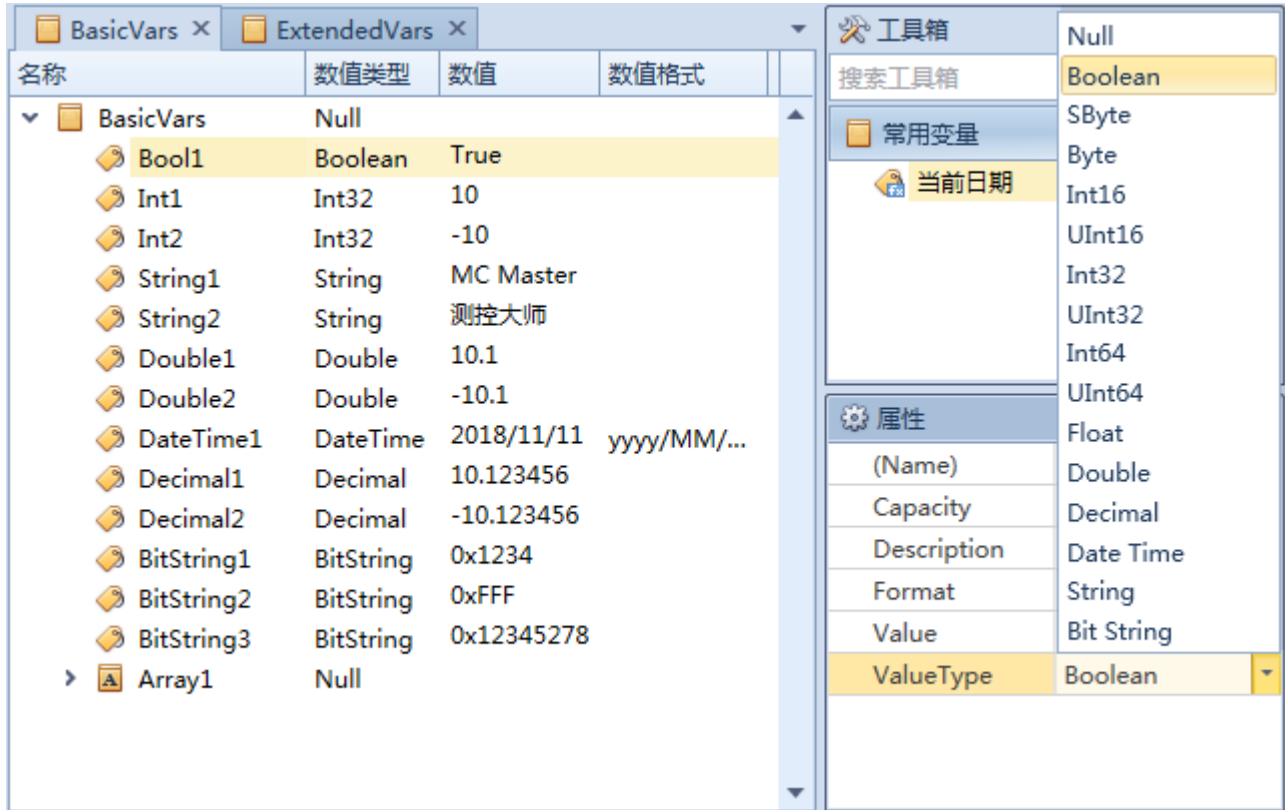 BasicVars
ExtendedVars
名称 数值类型 数值 数值格式
BasicVars Null
Bool1 Boolean True
Int1 Int32 10
Int2 Int32 -10
String1 String MC Master
String2 String 测控大师
Double1 Double 10.1
Double2 Double -10.1
DateTime1 DateTime 2018/11/11 yyyy/MM/...
Decimal1 Decimal 10.123456
Decimal2 Decimal -10.123456
BitString1 BitString 0x1234
BitString2 BitString 0xFFF
BitString3 BitString 0x12345278
A Array1 Null
工具箱
搜索工具箱
常用变量
fx 当前日期
属性
(Name)
Capacity
Description
Format
Value
ValueType Boolean
Null
Boolean
SByte
Byte
Int16
UInt16
Int32
UInt32
Int64
UInt64
Float
Double
Decimal
Date Time
String
Bit String